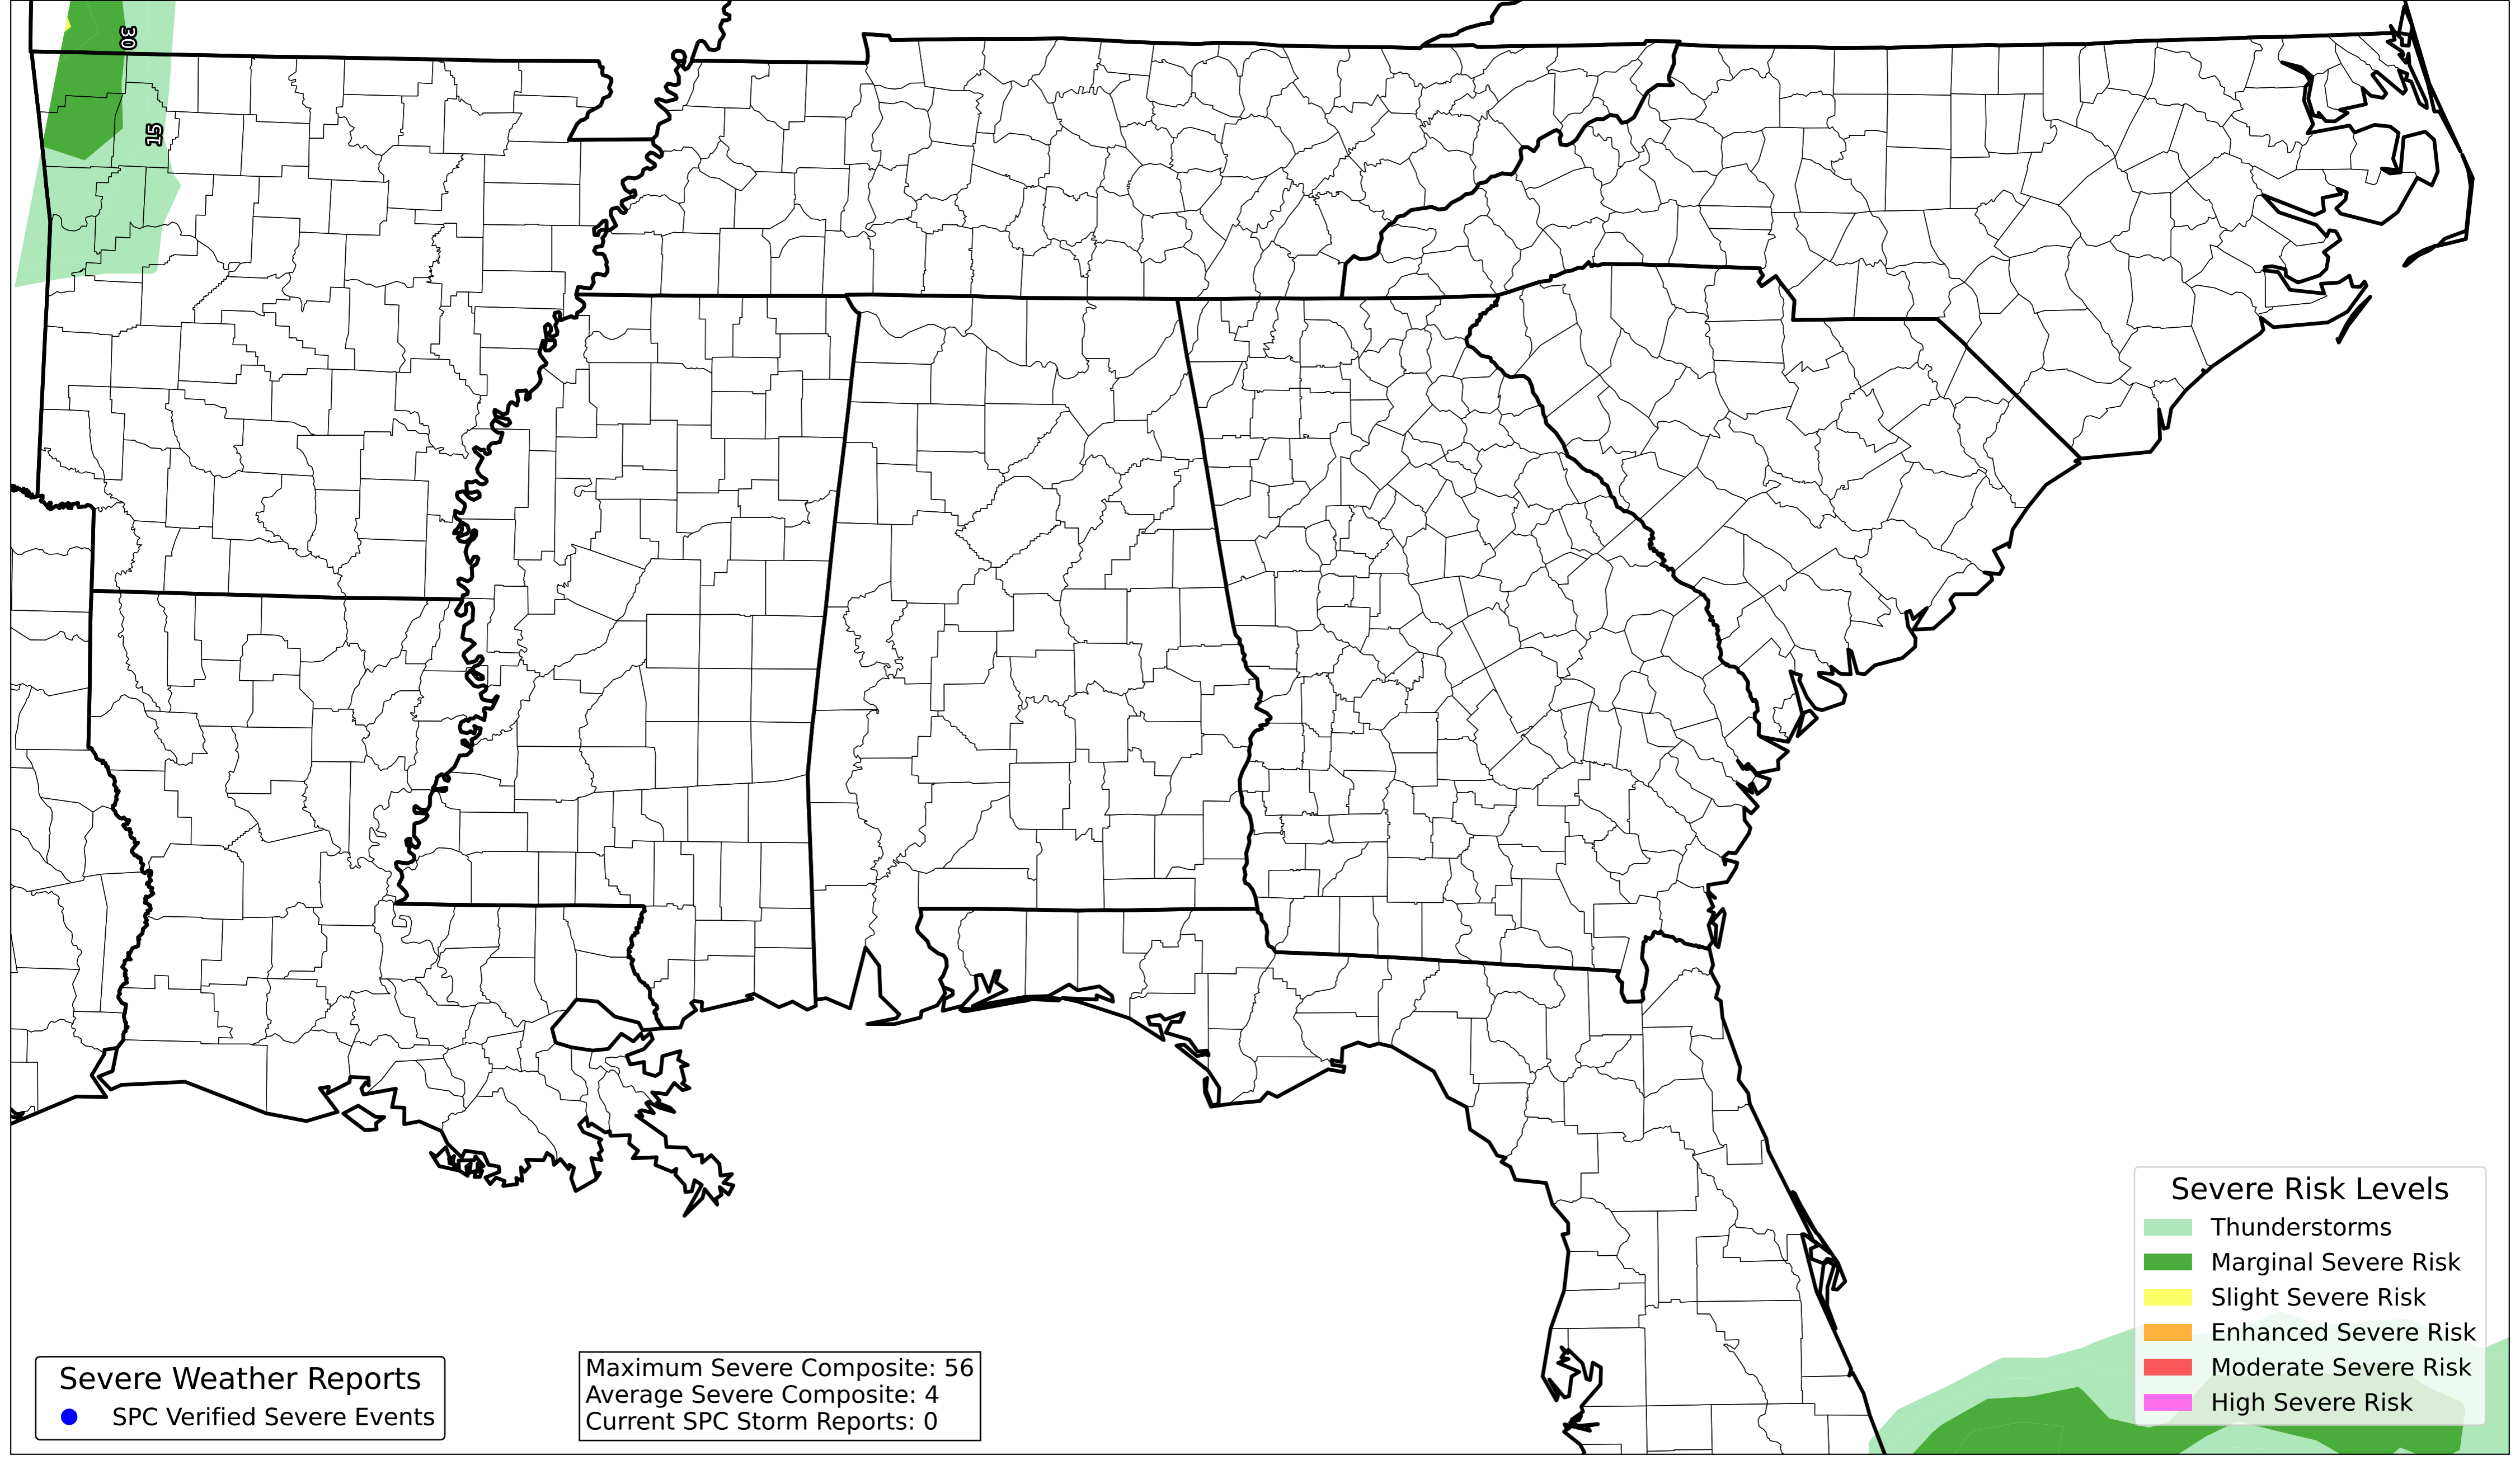 30
15
Severe Risk Levels
Thunderstorms
Marginal Severe Risk
Slight Severe Risk
Enhanced Severe Risk
Moderate Severe Risk
High Severe Risk
Severe Weather Reports
SPC Verified Severe Events
Maximum Severe Composite: 56
Average Severe Composite: 4
Current SPC Storm Reports: 0